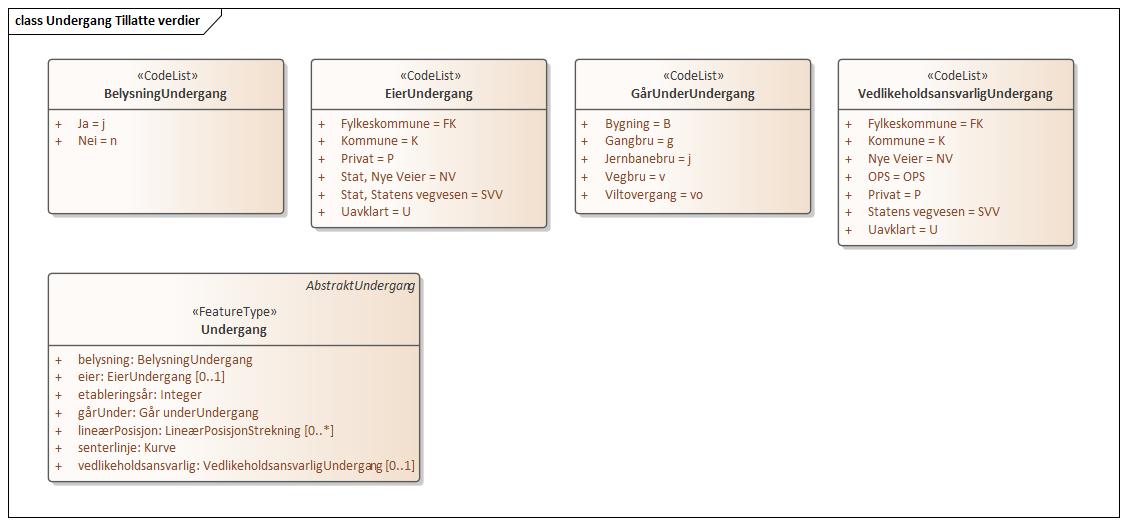 class Undergang Tillatte verdier
«CodeList»
BelysningUndergang
+ Ja = j
+ Nei = n
«CodeList»
EierUndergang
+ Fylkeskommune = FK
+ Kommune = K
+ Privat = P
+ Stat, Nye Veier = NV
+ Stat, Statens vegvesen = SVV
+ Uavklart = U
«CodeList»
GårUnderUndergang
+ Bygning = B
+ Gangbru = g
+ Jernbanebru = j
+ Vegbru = v
+ Viltovergang = vo
«CodeList»
VedlikeholdsansvarligUndergang
+ Fylkeskommune = FK
+ Kommune = K
+ Nye Veier = NV
+ OPS = OPS
+ Privat = P
+ Statens vegvesen = SVV
+ Uavklart = U
AbstraktUndergang
«FeatureType»
Undergang
+ belysning: BelysningUndergang
+ eier: EierUndergang [0..1]
+ etableringsår: Integer
+ gårUnder: Går underUndergang
+ lineærPosisjon: LineærPosisjonStrekning [0..*]
+ senterlinje: Kurve
+ vedlikeholdsansvarlig: VedlikeholdsansvarligUndergang [0..1]